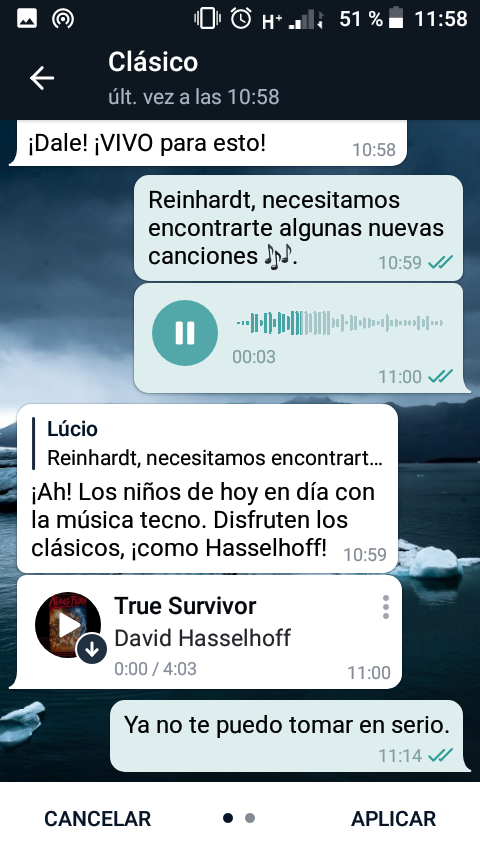 H+ 51 % 11:58
Clásico
últ. vez a las 10:58
¡Dale! ¡VIVO para esto!
10:58
Reinhardt, necesitamos
encontrarte algunas nuevas
canciones 🎶.
10:59
00:03
11:00
Lúcio
Reinhardt, necesitamos encontrart...
¡Ah! Los niños de hoy en día con
la música tecno. Disfruten los
clásicos, ¡como Hasselhoff!
10:59
True Survivor
David Hasselhoff
0:00 / 4:03
11:00
Ya no te puedo tomar en serio.
11:14
CANCELAR
APLICAR